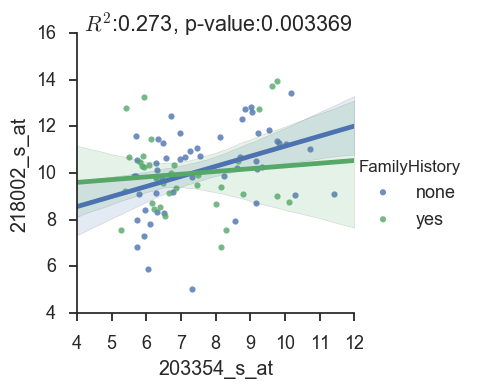 R²:0.273, p-value:0.003369
16
14
12
10
8
6
4
218002_s_at
4 5 6 7 8 9 10 11 12
203354_s_at
FamilyHistory
none
yes